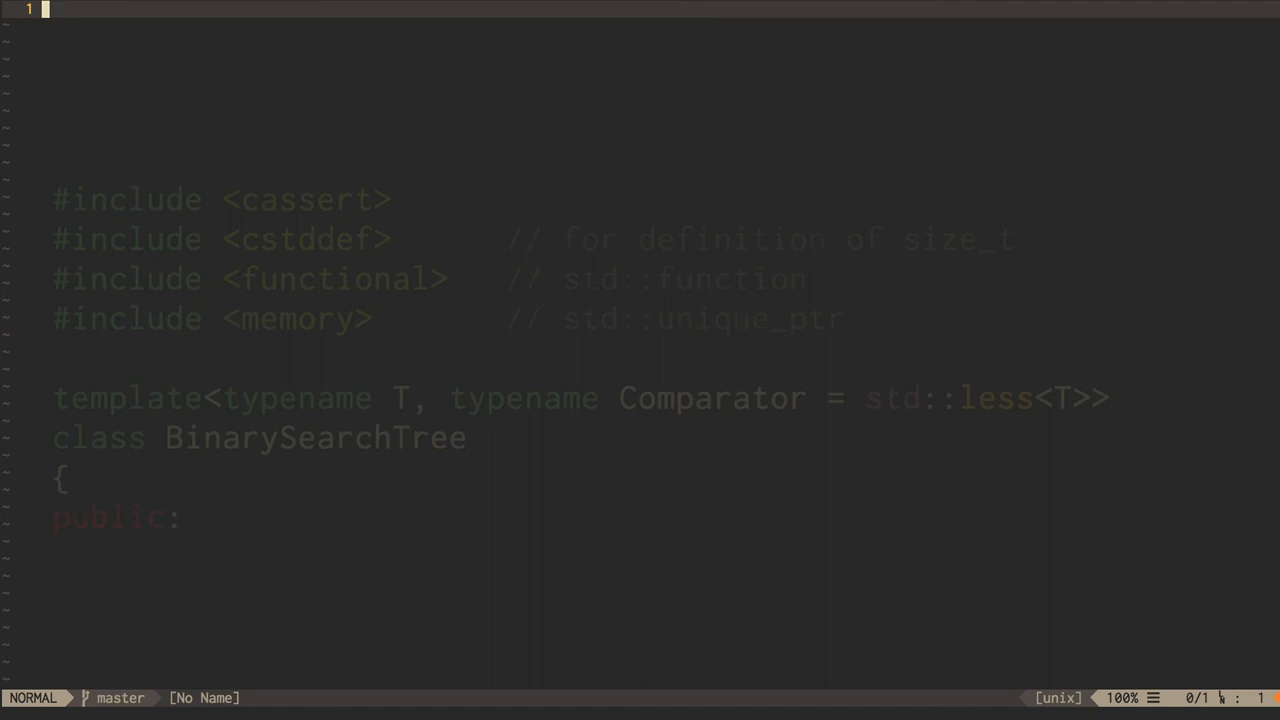 1
#include <cassert>
#include <cstddef> // for definition of size_t
#include <functional> // std::function
#include <memory> // std::unique_ptr
template<typename T, typename Comparator = std::less<T>>
class BinarySearchTree
{
public:
NORMAL master [No Name] [unix] 100% ☰ 0/1 ㏑ : 1